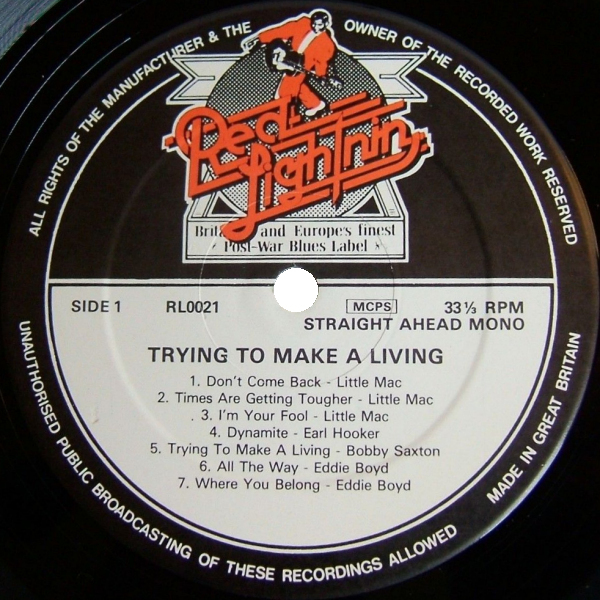 ALL RIGHTS OF THE MANUFACTURER & THE OWNER OF THE RECORDED WORK RESERVED
Red Lightnin'
Britain and Europe's finest
Post-War Blues Label
SIDE 1 RL0021 MCPS 33⅓ RPM
STRAIGHT AHEAD MONO
TRYING TO MAKE A LIVING
1. Don't Come Back - Little Mac
2. Times Are Getting Tougher - Little Mac
3. I'm Your Fool - Little Mac
4. Dynamite - Earl Hooker
5. Trying To Make A Living - Bobby Saxton
6. All The Way - Eddie Boyd
7. Where You Belong - Eddie Boyd
UNAUTHORISED PUBLIC BROADCASTING OF THESE RECORDINGS ALLOWED
MADE IN GREAT BRITAIN